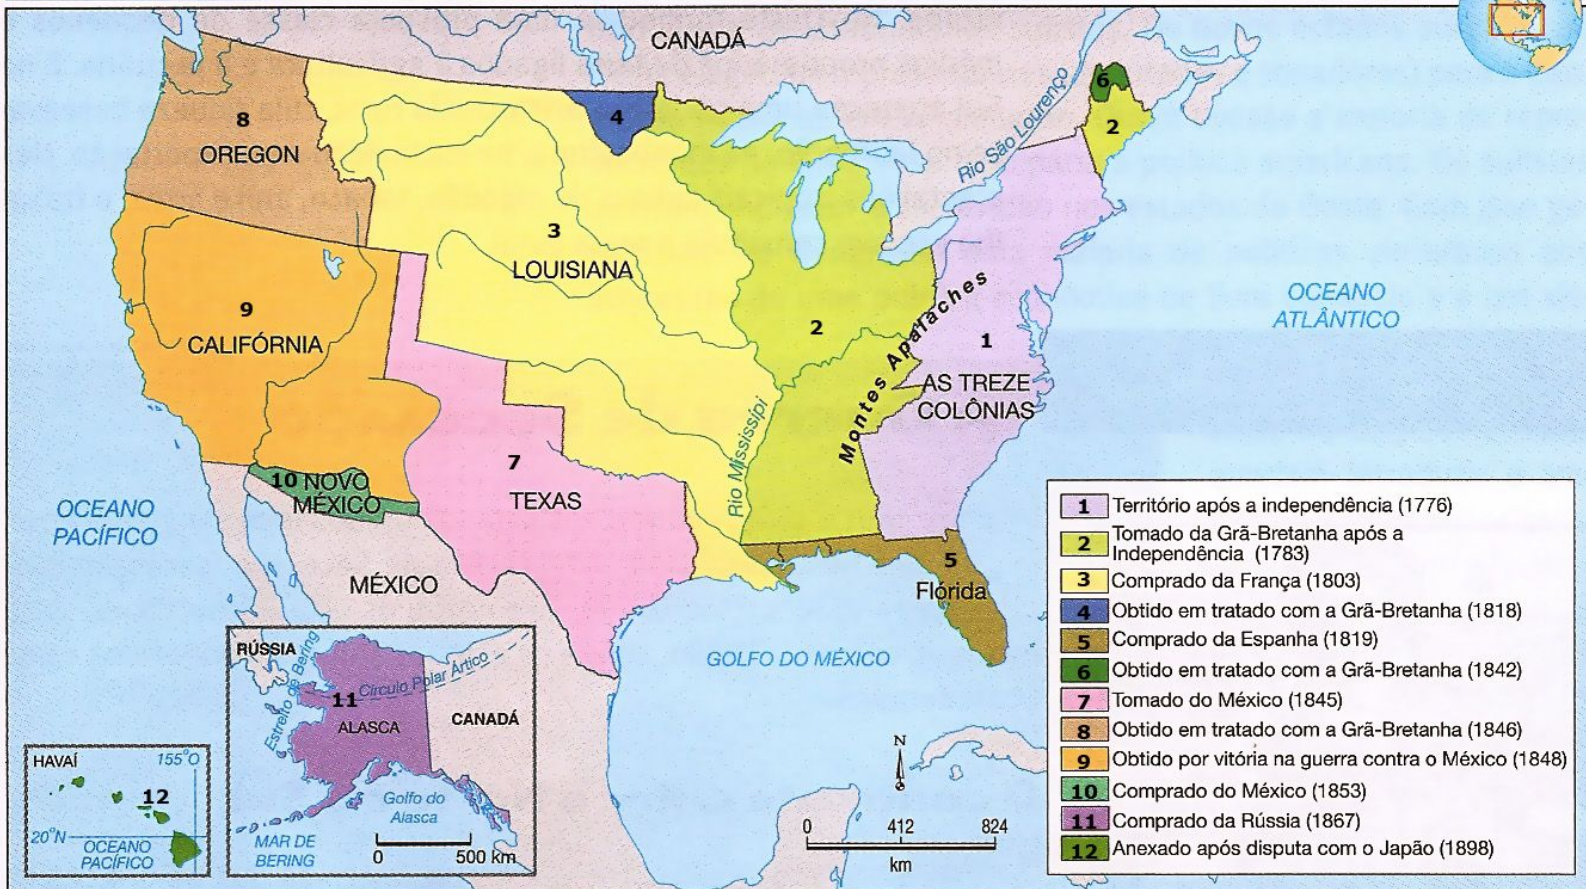 CANADÁ
Rio São Lourenço
6
2
8
OREGON
4
3
LOUISIANA
2
Montes Apalaches
1
AS TREZE
COLÔNIAS
OCEANO
ATLÂNTICO
9
CALIFÓRNIA
Rio Mississípi
7
TEXAS
10 NOVO
MÉXICO
OCEANO
PACÍFICO
MÉXICO
5
Flórida
GOLFO DO MÉXICO
RÚSSIA
Estreito de Bering
Círculo Polar Ártico
11
ALASCA
CANADÁ
Golfo do
Alasca
MAR DE
BERING
0 500 km
HAVAÍ
155°O
12
20°N
OCEANO
PACÍFICO
N
0 412 824
km
1 Território após a independência (1776)
2 Tomado da Grã-Bretanha após a
Independência (1783)
3 Comprado da França (1803)
4 Obtido em tratado com a Grã-Bretanha (1818)
5 Comprado da Espanha (1819)
6 Obtido em tratado com a Grã-Bretanha (1842)
7 Tomado do México (1845)
8 Obtido em tratado com a Grã-Bretanha (1846)
9 Obtido por vitória na guerra contra o México (1848)
10 Comprado do México (1853)
11 Comprado da Rússia (1867)
12 Anexado após disputa com o Japão (1898)